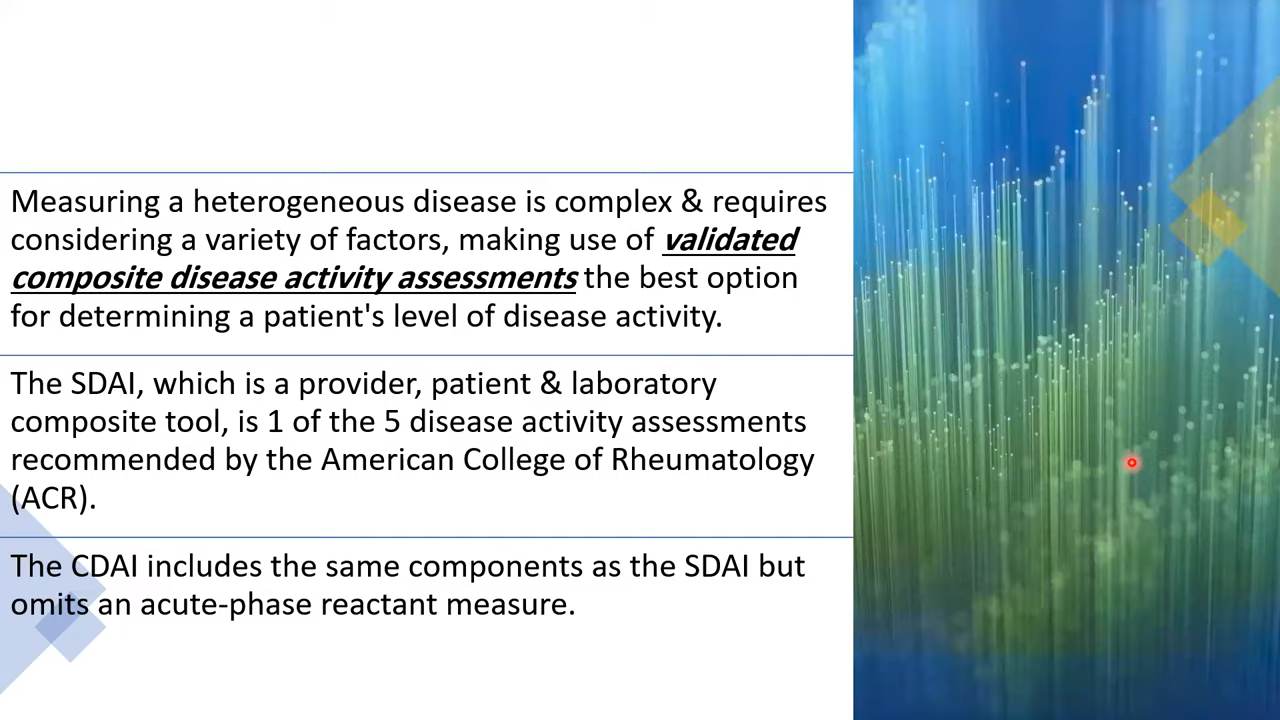 Measuring a heterogeneous disease is complex & requires
considering a variety of factors, making use of validated
composite disease activity assessments the best option
for determining a patient's level of disease activity.
The SDAI, which is a provider, patient & laboratory
composite tool, is 1 of the 5 disease activity assessments
recommended by the American College of Rheumatology
(ACR).
The CDAI includes the same components as the SDAI but
omits an acute-phase reactant measure.